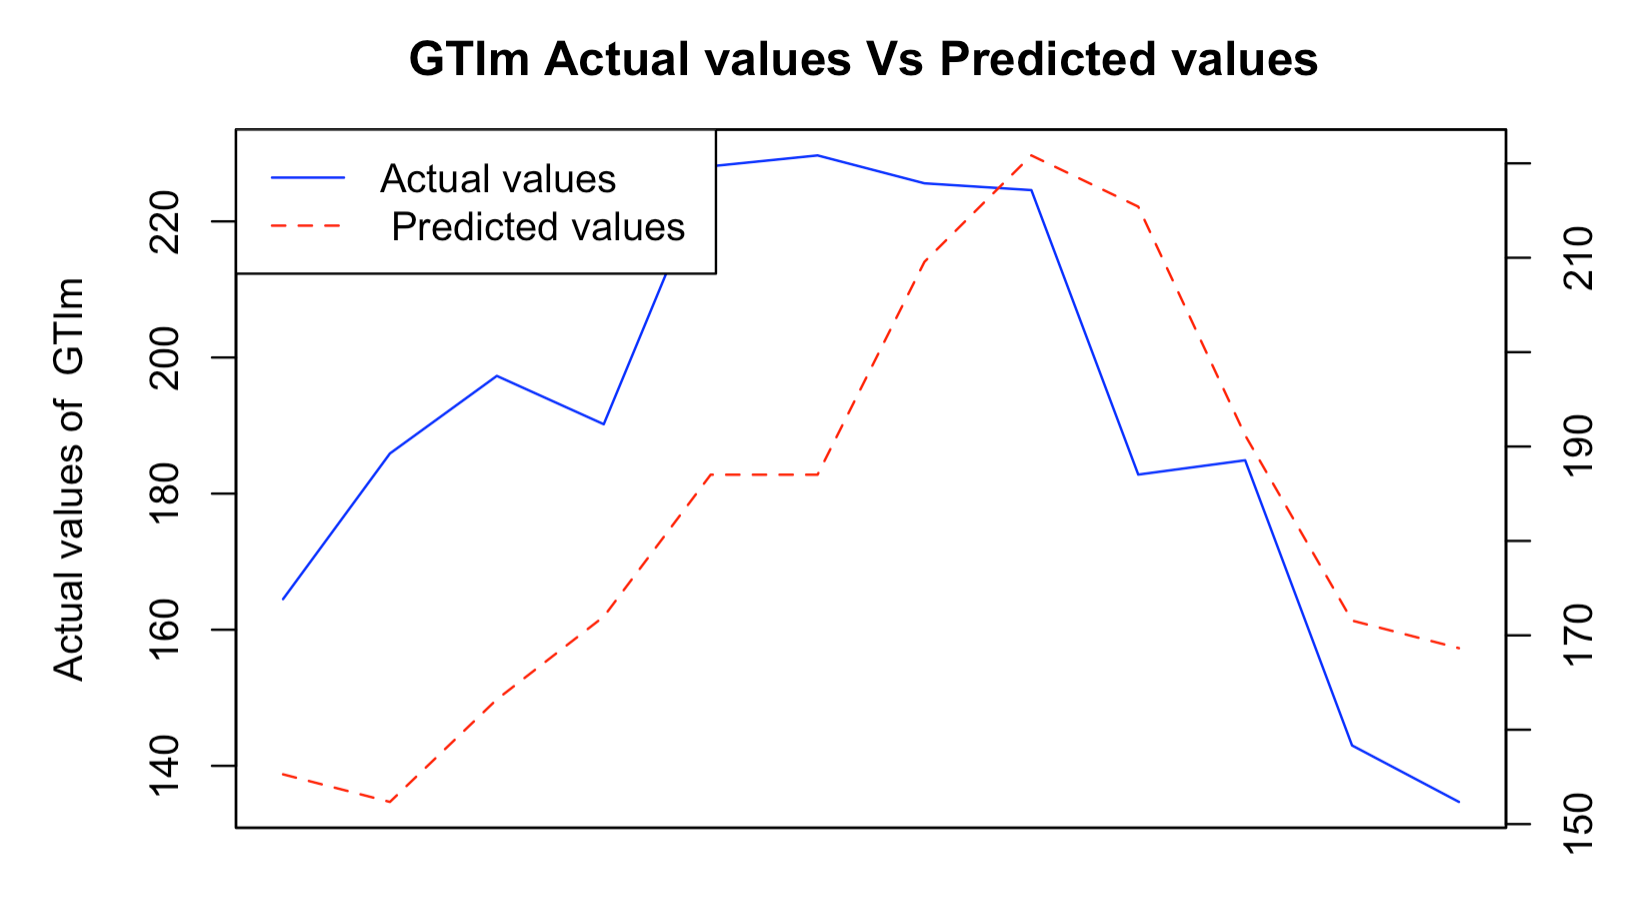 GTIm Actual values Vs Predicted values
Actual values
Predicted values
Actual values of  GTIm
220
200
180
160
140
210
190
170
150